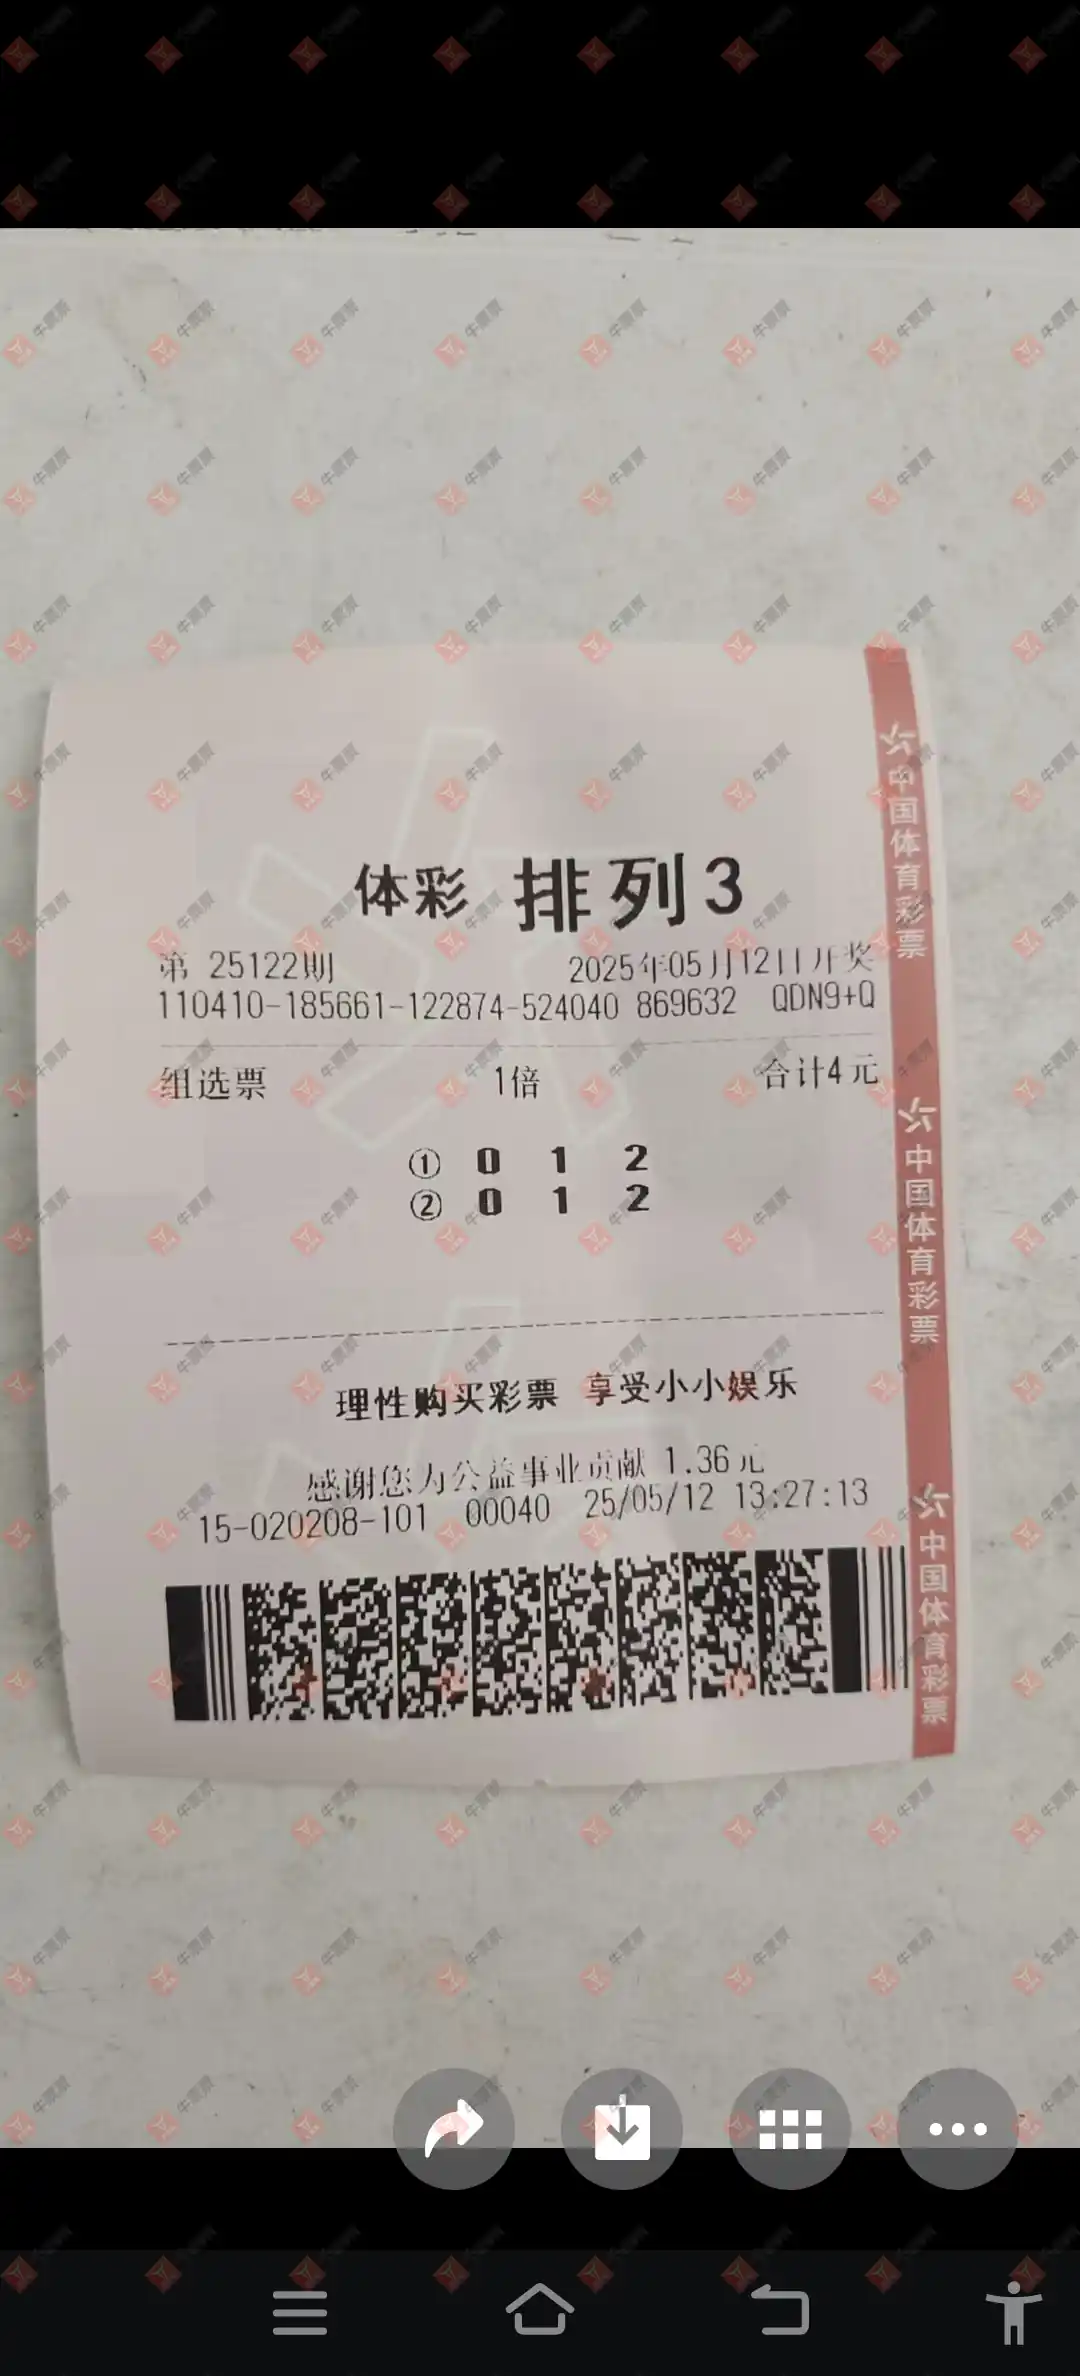 体彩 排列3
第 25122期 2025年05月12日开奖
110410-185661-122874-524040 869632 QDN9+Q
组选票 1倍 合计4元
① 0 1 2
② 0 1 2
理性购买彩票 享受小小娱乐
感谢您为公益事业贡献 1.36元
15-020208-101 00040 25/05/12 13:27:13
中国体育彩票
中国体育彩票
中国体育彩票